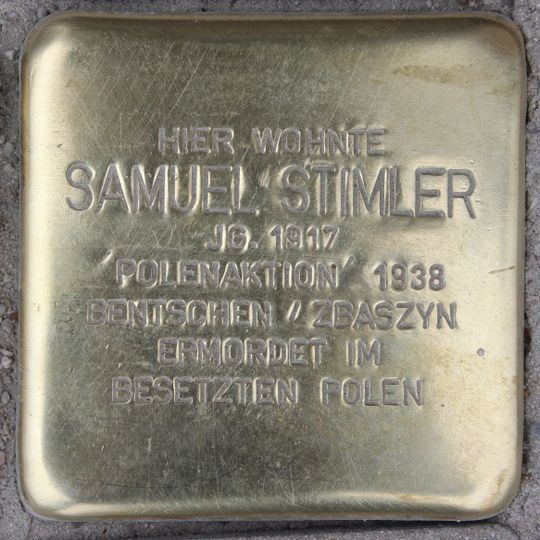 HIER WOHNTE
SAMUEL STIMLER
JG. 1917
'POLENAKTION' 1938
BENTSCHEN / ZBASZYN
ERMORDET IM
BESETZTEN POLEN